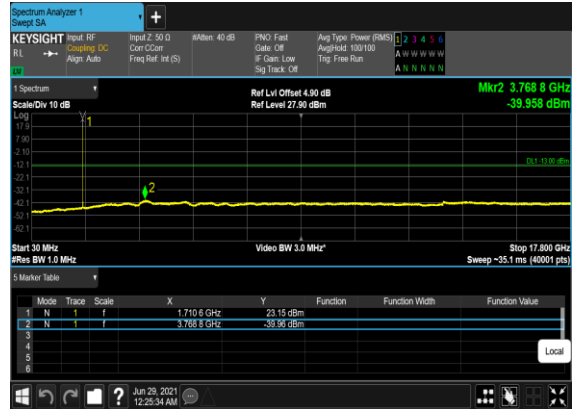 Spectrum Analyzer 1
Swept SA
+
KEYSIGHT Input: RF Input Z: 50 Ω #Atten: 40 dB PNO: Fast Avg Type: Power (RMS) 1 2 3 4 5 6
RL Coupling: DC Corr CCorr Gate: Off Avg|Hold: 100/100 A W W W W W
Align: Auto Freq Ref: Int (S) IF Gain: Low Trig: Free Run
Sig Track: Off A N N N N N
1 Spectrum Ref Lvl Offset 4.90 dB Mkr2 3.768 8 GHz
Scale/Div 10 dB Ref Level 27.90 dBm -39.958 dBm
Log
17.9 1
7.90
-2.10
-12.1 DL1 -13.00 dBm
-22.1
-32.1 2
-42.1
-52.1
-62.1
Start 30 MHz Video BW 3.0 MHz* Stop 17.800 GHz
#Res BW 1.0 MHz Sweep ~35.1 ms (40001 pts)
5 Marker Table
Mode Trace Scale X Y Function Function Width Function Value
1 N 1 f 1.710 6 GHz 23.15 dBm
2 N 1 f 3.768 8 GHz -39.96 dBm
3
4
5
6
Local
? Jun 29, 2021
12:25:34 AM